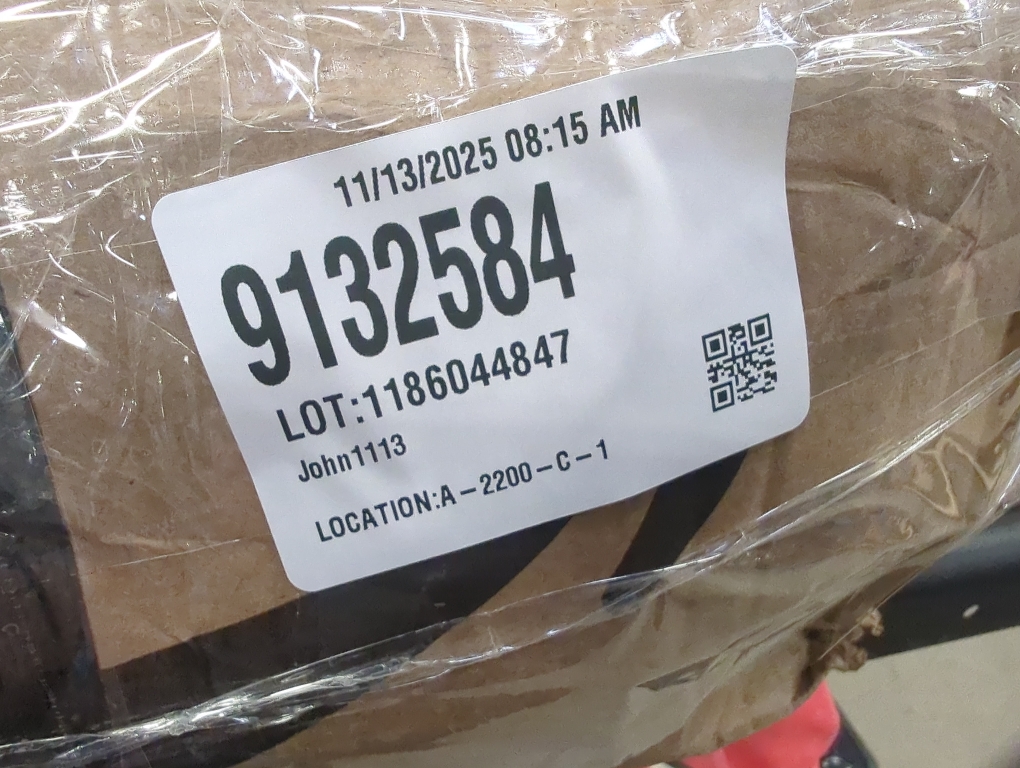 11/13/2025 08:15 AM
9132584
LOT:1186044847
John1113
LOCATION:A-2200-C-1